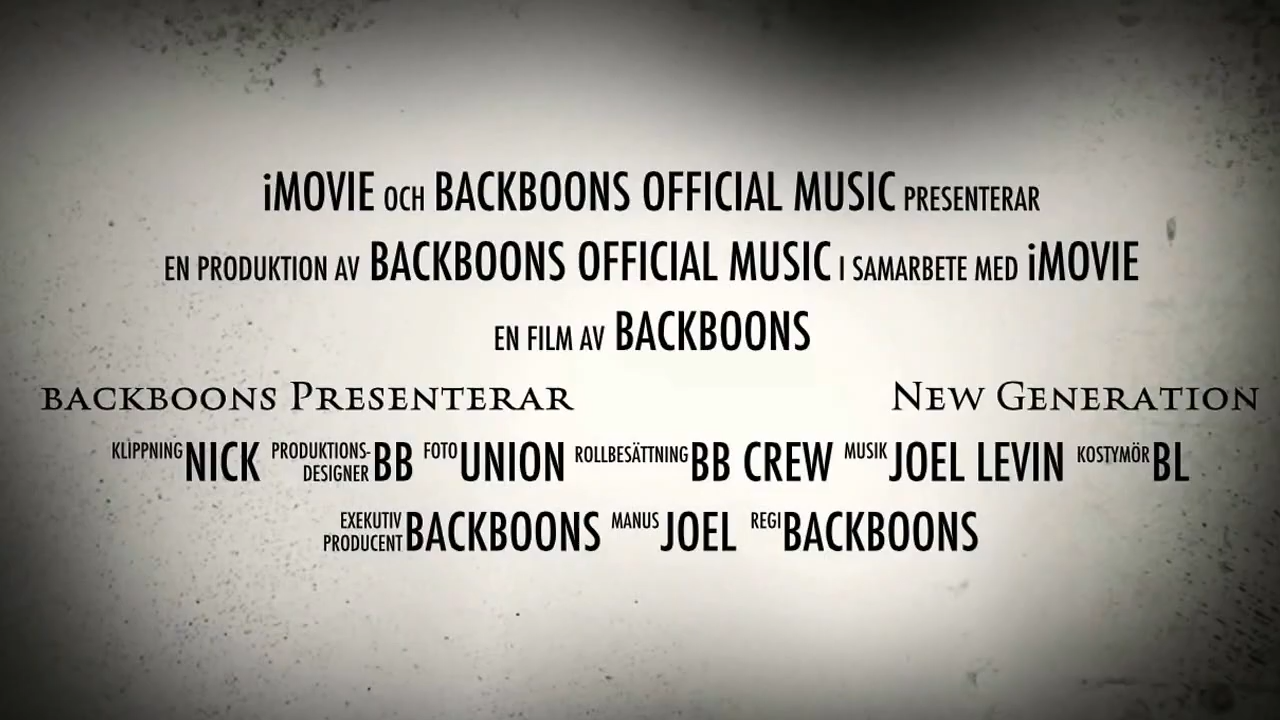 iMOVIE OCH BACKBOONS OFFICIAL MUSIC PRESENTERAR
EN PRODUKTION AV BACKBOONS OFFICIAL MUSIC I SAMARBETE MED iMOVIE
EN FILM AV BACKBOONS
BACKBOONS PRESENTERAR NEW GENERATION
KLIPPNING NICK PRODUKTIONS-DESIGNER BB FOTO UNION ROLLBESÄTTNING BB CREW MUSIK JOEL LEVIN KOSTYMÖR BL
EXEKUTIV PRODUCENT BACKBOONS MANUS JOEL REGI BACKBOONS